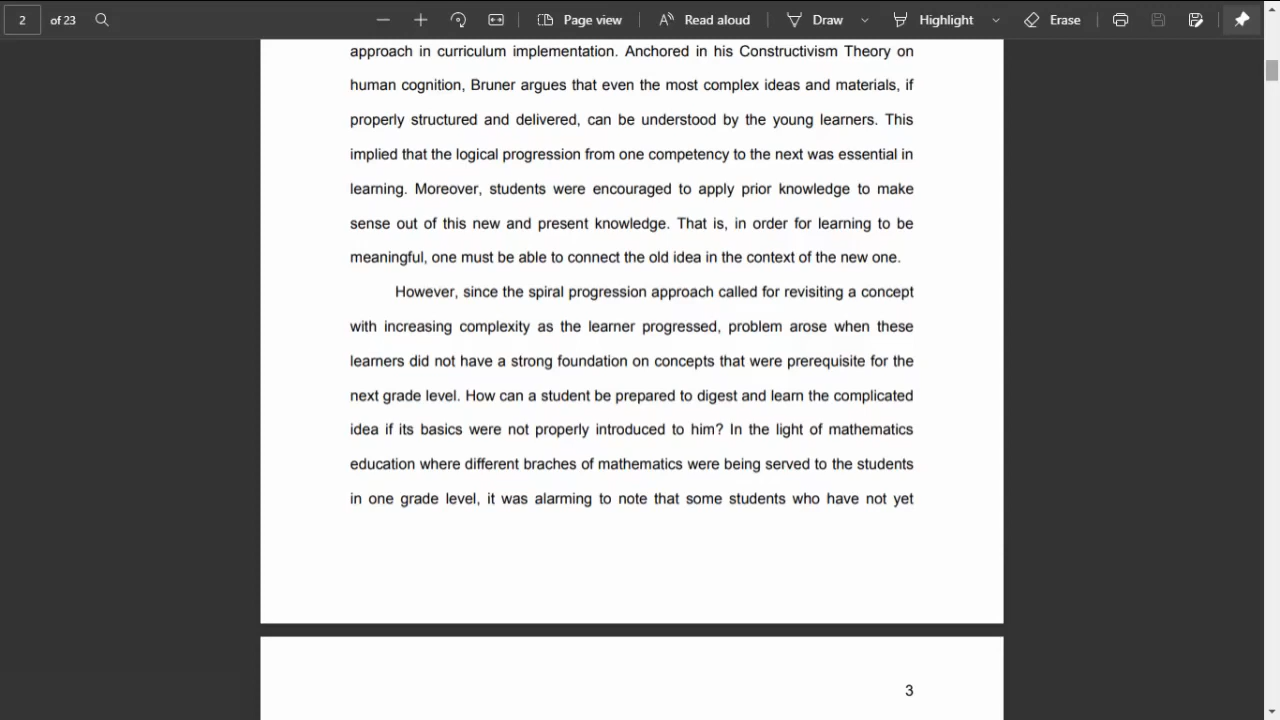 2 of 23 Page view Read aloud Draw Highlight Erase
approach in curriculum implementation. Anchored in his Constructivism Theory on
human cognition, Bruner argues that even the most complex ideas and materials, if
properly structured and delivered, can be understood by the young learners. This
implied that the logical progression from one competency to the next was essential in
learning. Moreover, students were encouraged to apply prior knowledge to make
sense out of this new and present knowledge. That is, in order for learning to be
meaningful, one must be able to connect the old idea in the context of the new one.
However, since the spiral progression approach called for revisiting a concept
with increasing complexity as the learner progressed, problem arose when these
learners did not have a strong foundation on concepts that were prerequisite for the
next grade level. How can a student be prepared to digest and learn the complicated
idea if its basics were not properly introduced to him? In the light of mathematics
education where different braches of mathematics were being served to the students
in one grade level, it was alarming to note that some students who have not yet
3